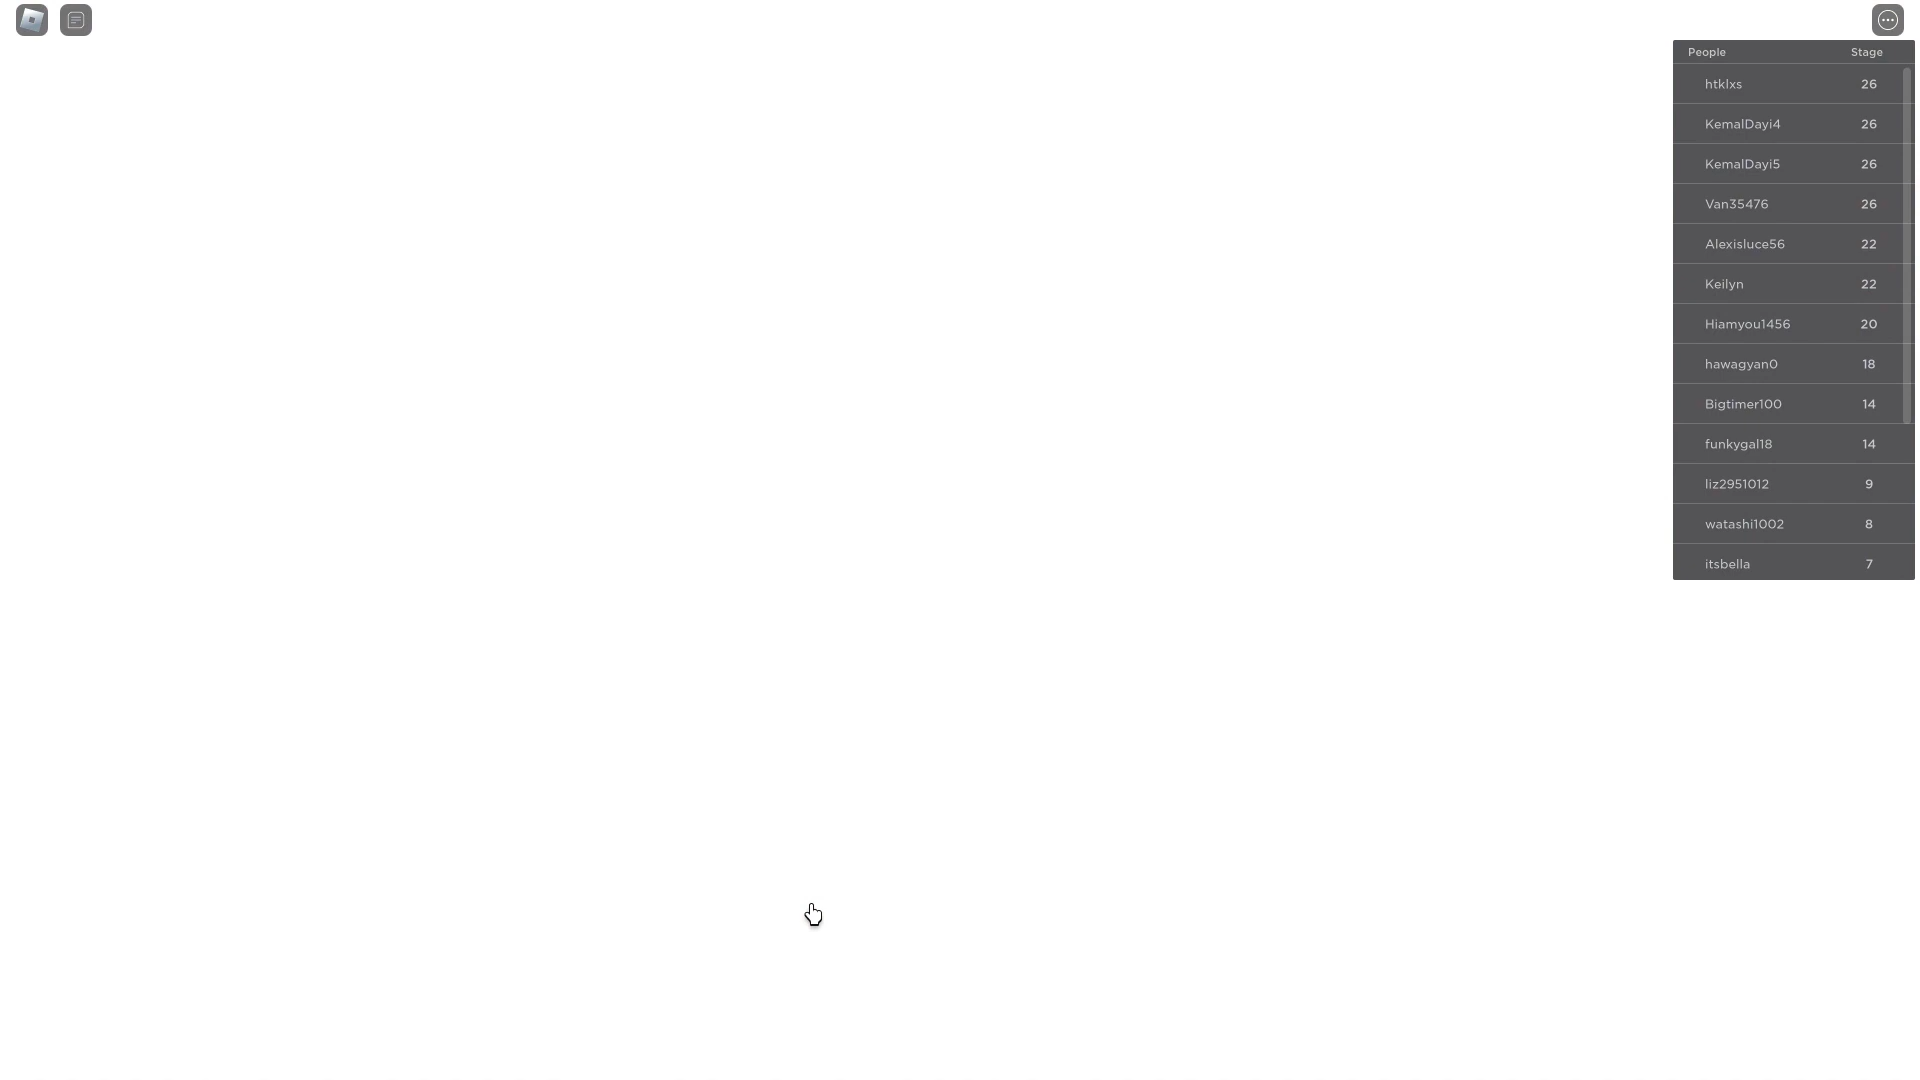 People Stage
htklxs 26
KemalDayi4 26
KemalDayi5 26
Van35476 26
Alexisluce56 22
Keilyn 22
Hiamyou1456 20
hawagyan0 18
Bigtimer100 14
funkygal18 14
liz2951012 9
watashi1002 8
itsbella 7